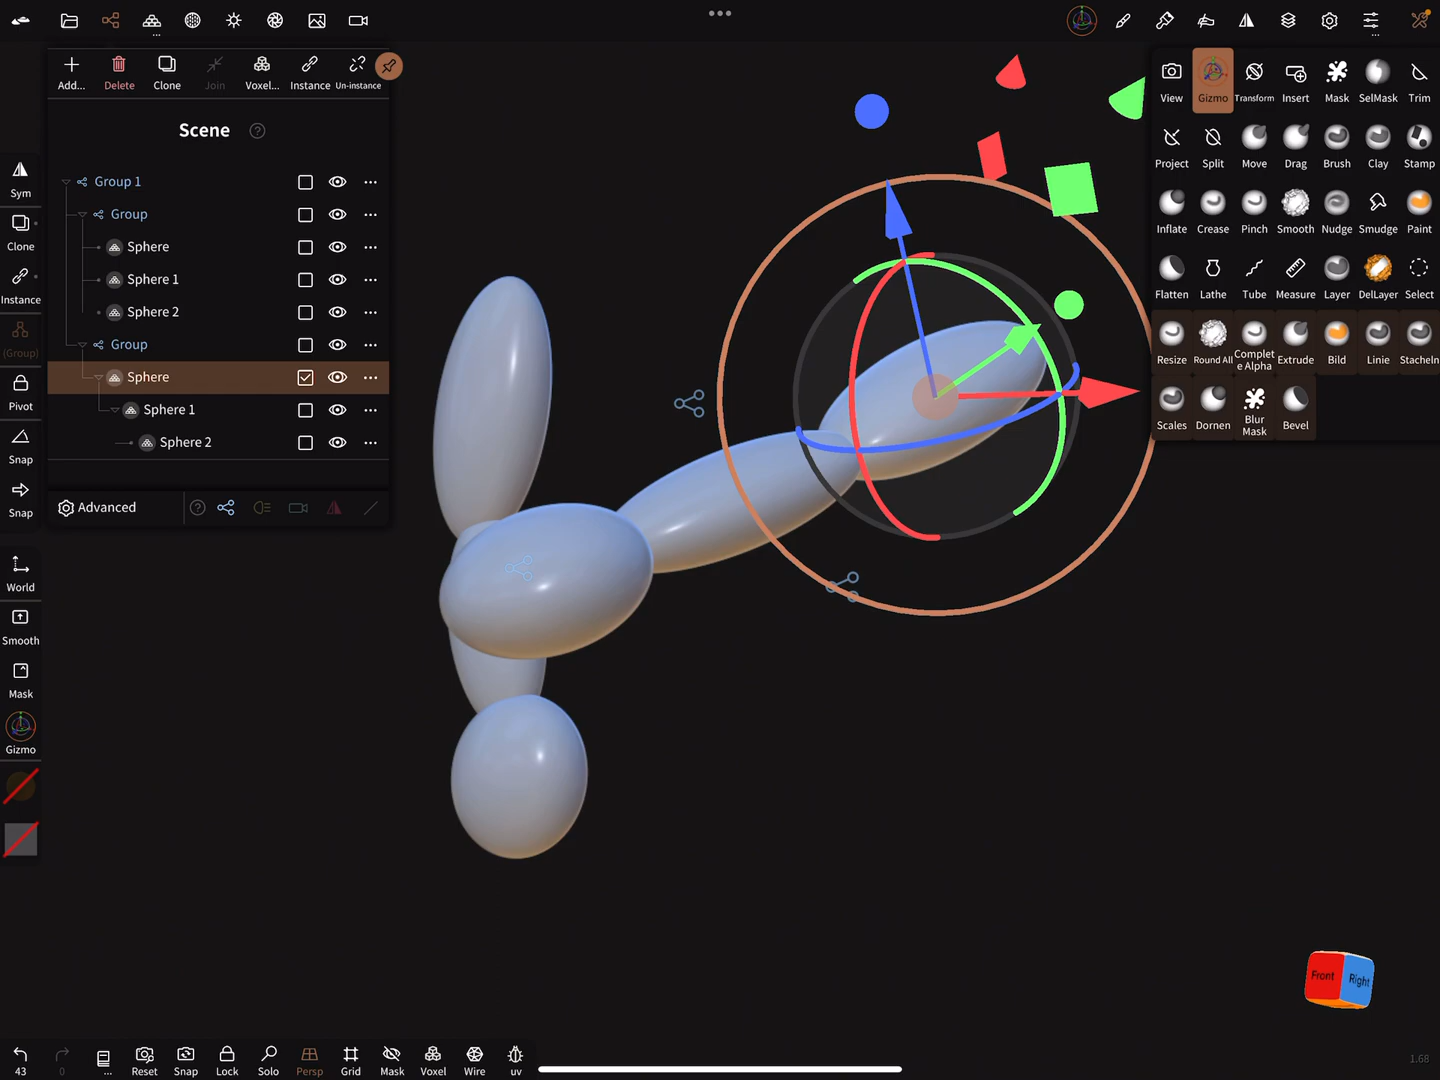 Add...
Delete
Clone
Join
Voxel...
Instance
Un-instance
Scene
?
Group 1
Group
Sphere
Sphere 1
Sphere 2
Group
Sphere
Sphere 1
Sphere 2
Advanced
?
Sym
Clone
Instance
(Group)
Pivot
Snap
Snap
World
Smooth
Mask
Gizmo
View
Gizmo
Transform
Insert
Mask
SelMask
Trim
Project
Split
Move
Drag
Brush
Clay
Stamp
Inflate
Crease
Pinch
Smooth
Nudge
Smudge
Paint
Flatten
Lathe
Tube
Measure
Layer
DelLayer
Select
Resize
Round All
Complet
e Alpha
Extrude
Bild
Linie
Stacheln
Scales
Dornen
Blur
Mask
Bevel
Front
Right
43
0
...
Reset
Snap
Lock
Solo
Persp
Grid
Mask
Voxel
Wire
uv
1.68